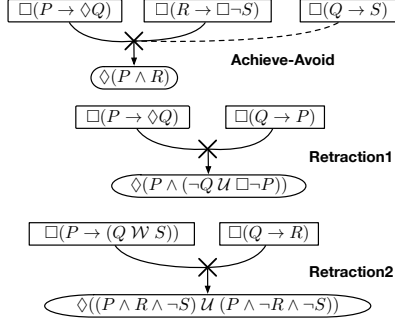 □(P → ◊Q) □(R → □¬S) □(Q → S)
Achieve-Avoid
◊(P ∧ R)
□(P → ◊Q) □(Q → P)
Retraction1
◊(P ∧ (¬Q 𝒰 □¬P))
□(P → (Q 𝒲 S)) □(Q → R)
Retraction2
◊((P ∧ R ∧ ¬S) 𝒰 (P ∧ ¬R ∧ ¬S))